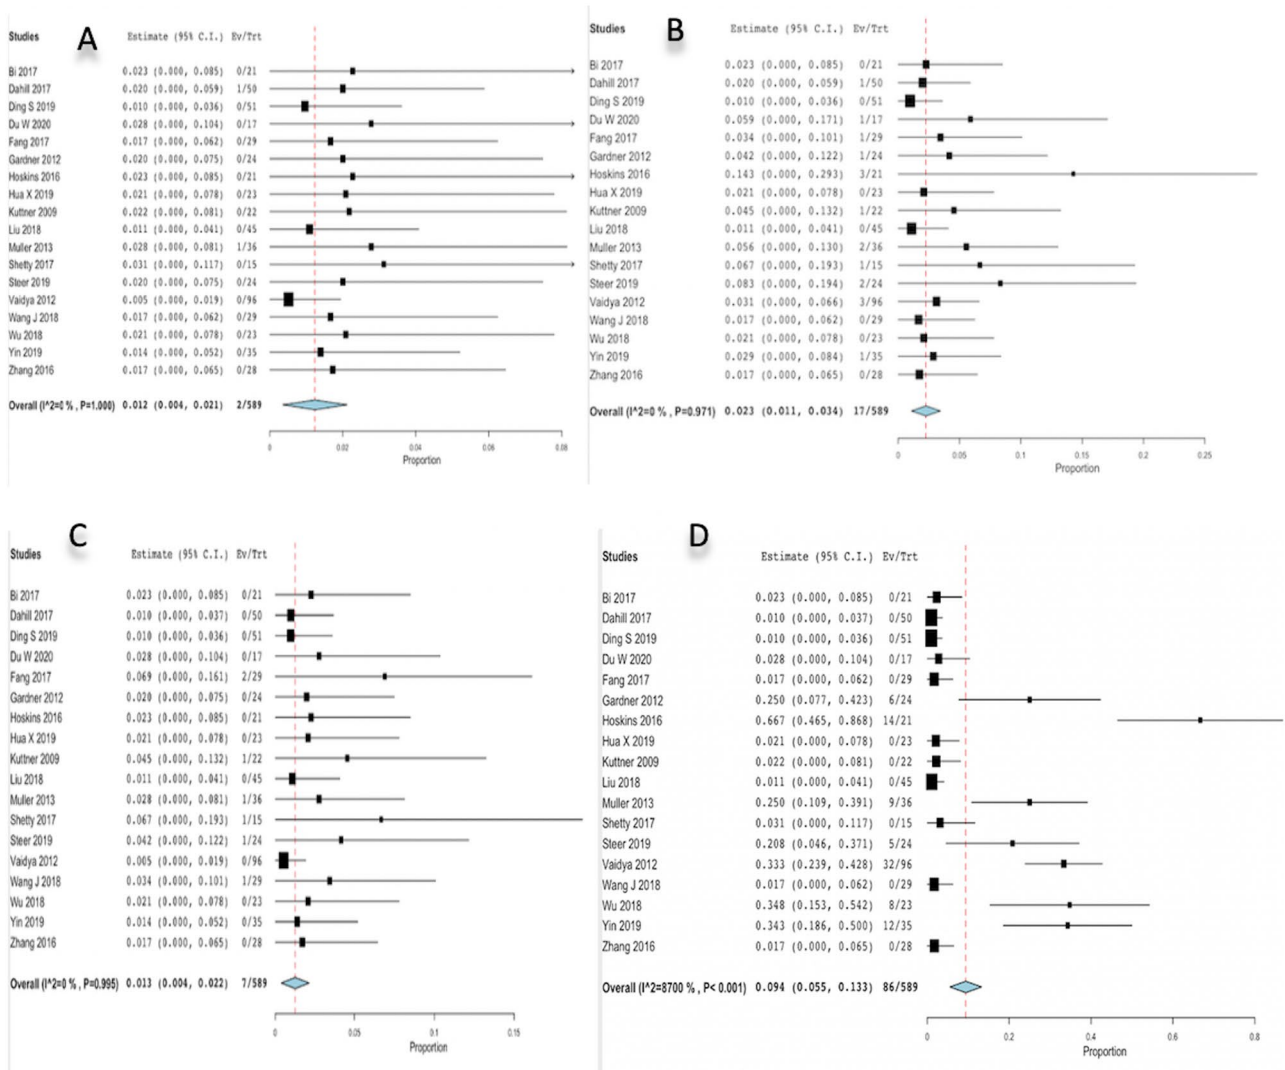 A
Studies Estimate (95% C.I.) Ev/Trt
Bi 2017 0.023 (0.000, 0.085) 0/21
Dahill 2017 0.020 (0.000, 0.059) 1/50
Ding S 2019 0.010 (0.000, 0.036) 0/51
Du W 2020 0.028 (0.000, 0.104) 0/17
Fang 2017 0.017 (0.000, 0.062) 0/29
Gardner 2012 0.020 (0.000, 0.075) 0/24
Hoskins 2016 0.023 (0.000, 0.085) 0/21
Hua X 2019 0.021 (0.000, 0.078) 0/23
Kuttner 2009 0.022 (0.000, 0.081) 0/22
Liu 2018 0.011 (0.000, 0.041) 0/45
Muller 2013 0.028 (0.000, 0.081) 1/36
Shetty 2017 0.031 (0.000, 0.117) 0/15
Steer 2019 0.020 (0.000, 0.075) 0/24
Vaidya 2012 0.005 (0.000, 0.019) 0/96
Wang J 2018 0.017 (0.000, 0.062) 0/29
Wu 2018 0.021 (0.000, 0.078) 0/23
Yin 2019 0.014 (0.000, 0.052) 0/35
Zhang 2016 0.017 (0.000, 0.065) 0/28
Overall (I^2=0 % , P=1.000) 0.012 (0.004, 0.021) 2/589
0 0.02 0.04 0.06 0.08
Proportion
B
Studies Estimate (95% C.I.) Ev/Trt
Bi 2017 0.023 (0.000, 0.085) 0/21
Dahill 2017 0.020 (0.000, 0.059) 1/50
Ding S 2019 0.010 (0.000, 0.036) 0/51
Du W 2020 0.059 (0.000, 0.171) 1/17
Fang 2017 0.034 (0.000, 0.101) 1/29
Gardner 2012 0.042 (0.000, 0.122) 1/24
Hoskins 2016 0.143 (0.000, 0.293) 3/21
Hua X 2019 0.021 (0.000, 0.078) 0/23
Kuttner 2009 0.045 (0.000, 0.132) 1/22
Liu 2018 0.011 (0.000, 0.041) 0/45
Muller 2013 0.056 (0.000, 0.130) 2/36
Shetty 2017 0.067 (0.000, 0.193) 1/15
Steer 2019 0.083 (0.000, 0.194) 2/24
Vaidya 2012 0.031 (0.000, 0.066) 3/96
Wang J 2018 0.017 (0.000, 0.062) 0/29
Wu 2018 0.021 (0.000, 0.078) 0/23
Yin 2019 0.029 (0.000, 0.084) 1/35
Zhang 2016 0.017 (0.000, 0.065) 0/28
Overall (I^2=0 % , P=0.971) 0.023 (0.011, 0.034) 17/589
0 0.05 0.1 0.15 0.2 0.25
Proportion
C
Studies Estimate (95% C.I.) Ev/Trt
Bi 2017 0.023 (0.000, 0.085) 0/21
Dahill 2017 0.010 (0.000, 0.037) 0/50
Ding S 2019 0.010 (0.000, 0.036) 0/51
Du W 2020 0.028 (0.000, 0.104) 0/17
Fang 2017 0.069 (0.000, 0.161) 2/29
Gardner 2012 0.020 (0.000, 0.075) 0/24
Hoskins 2016 0.023 (0.000, 0.085) 0/21
Hua X 2019 0.021 (0.000, 0.078) 0/23
Kuttner 2009 0.045 (0.000, 0.132) 1/22
Liu 2018 0.011 (0.000, 0.041) 0/45
Muller 2013 0.028 (0.000, 0.081) 1/36
Shetty 2017 0.067 (0.000, 0.193) 1/15
Steer 2019 0.042 (0.000, 0.122) 1/24
Vaidya 2012 0.005 (0.000, 0.019) 0/96
Wang J 2018 0.034 (0.000, 0.101) 1/29
Wu 2018 0.021 (0.000, 0.078) 0/23
Yin 2019 0.014 (0.000, 0.052) 0/35
Zhang 2016 0.017 (0.000, 0.065) 0/28
Overall (I^2=0 % , P=0.995) 0.013 (0.004, 0.022) 7/589
0 0.05 0.1 0.15
Proportion
D
Studies Estimate (95% C.I.) Ev/Trt
Bi 2017 0.023 (0.000, 0.085) 0/21
Dahill 2017 0.010 (0.000, 0.037) 0/50
Ding S 2019 0.010 (0.000, 0.036) 0/51
Du W 2020 0.028 (0.000, 0.104) 0/17
Fang 2017 0.017 (0.000, 0.062) 0/29
Gardner 2012 0.250 (0.077, 0.423) 6/24
Hoskins 2016 0.667 (0.465, 0.868) 14/21
Hua X 2019 0.021 (0.000, 0.078) 0/23
Kuttner 2009 0.022 (0.000, 0.081) 0/22
Liu 2018 0.011 (0.000, 0.041) 0/45
Muller 2013 0.250 (0.109, 0.391) 9/36
Shetty 2017 0.031 (0.000, 0.117) 0/15
Steer 2019 0.208 (0.046, 0.371) 5/24
Vaidya 2012 0.333 (0.239, 0.428) 32/96
Wang J 2018 0.017 (0.000, 0.062) 0/29
Wu 2018 0.348 (0.153, 0.542) 8/23
Yin 2019 0.343 (0.186, 0.500) 12/35
Zhang 2016 0.017 (0.000, 0.065) 0/28
Overall (I^2=8700 % , P< 0.001) 0.094 (0.055, 0.133) 86/589
0 0.2 0.4 0.6 0.8
Proportion